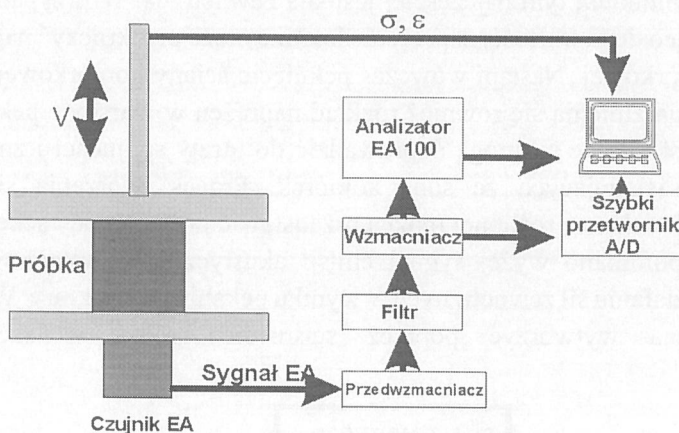 σ, ε
V
Analizator
EA 100
Szybki
przetwornik
A/D
Próbka
Wzmacniacz
Filtr
Sygnał EA
Przedwzmacniacz
Czujnik EA